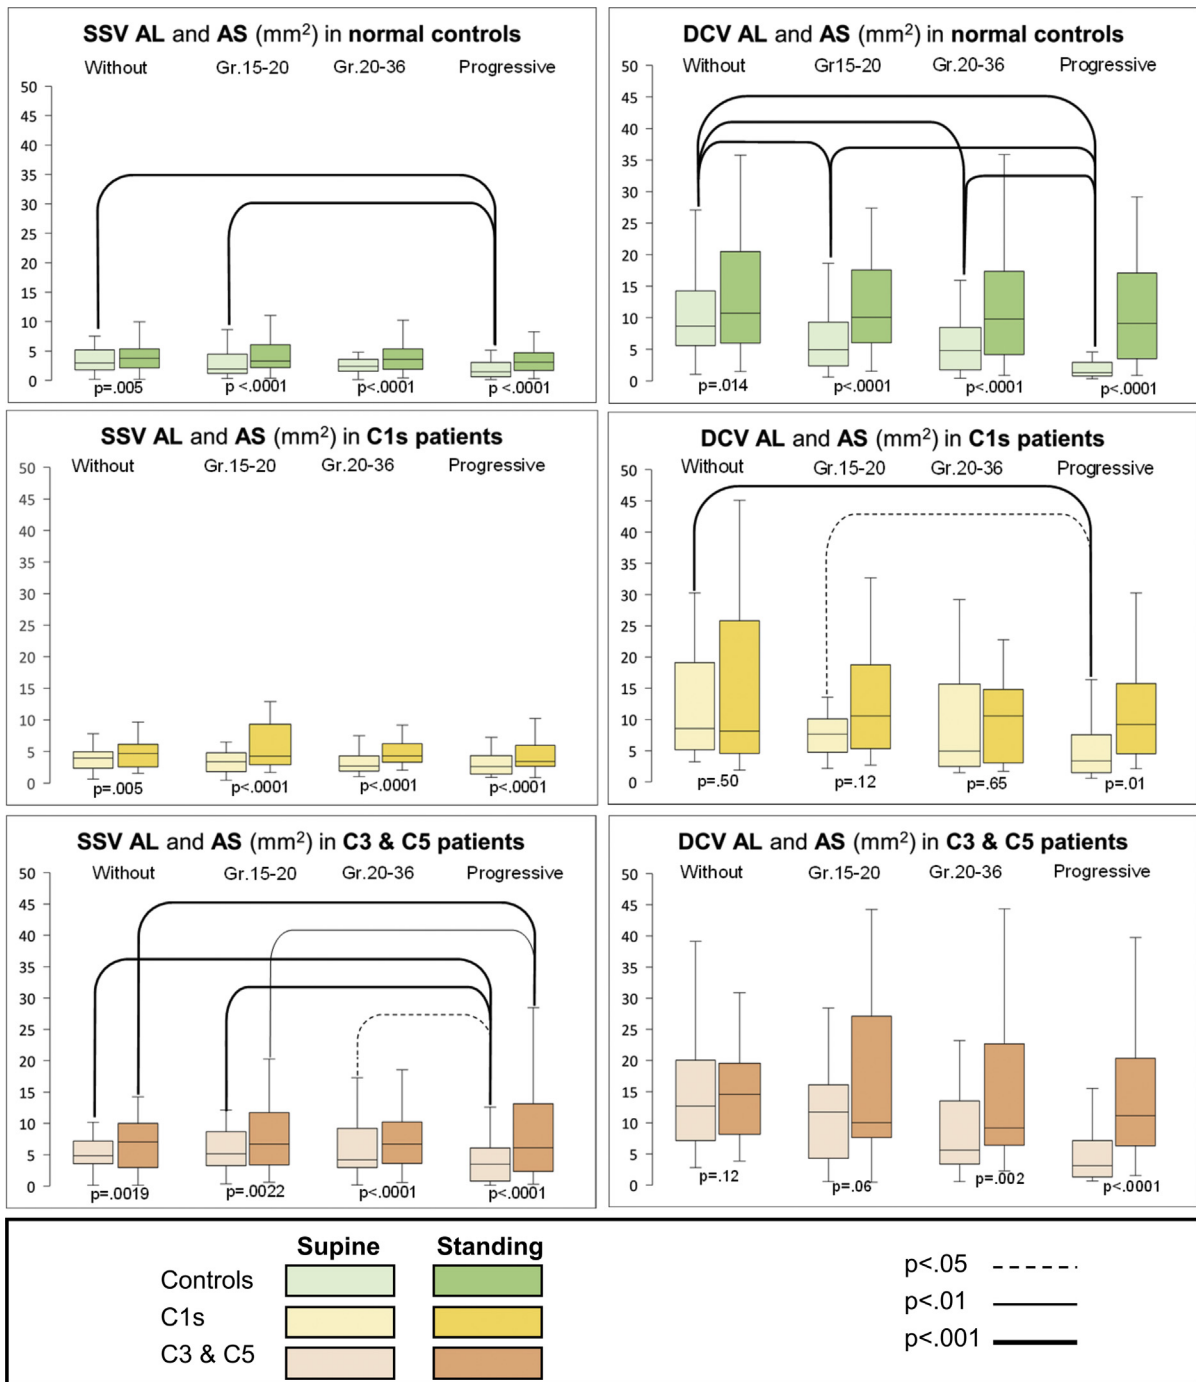 SSV AL and AS (mm²) in normal controls
Without Gr.15-20 Gr.20-36 Progressive
50
45
40
35
30
25
20
15
10
5
0
p=.005 p <.0001 p<.0001 p <.0001
DCV AL and AS (mm²) in normal controls
Without Gr15-20 Gr.20-36 Progressive
50
45
40
35
30
25
20
15
10
5
0
p=.014 p<.0001 p<.0001 p<.0001
SSV AL and AS (mm²) in C1s patients
Without Gr.15-20 Gr.20-36 Progressive
50
45
40
35
30
25
20
15
10
5
0
p=.005 p<.0001 p<.0001 p<.0001
DCV AL and AS (mm²) in C1s patients
Without Gr.15-20 Gr.20-36 Progressive
50
45
40
35
30
25
20
15
10
5
0
p=.50 p=.12 p=.65 p=.01
SSV AL and AS (mm²) in C3 & C5 patients
Without Gr.15-20 Gr.20-36 Progressive
50
45
40
35
30
25
20
15
10
5
0
p=.0019 p=.0022 p<.0001 p<.0001
DCV AL and AS (mm²) in C3 & C5 patients
Without Gr.15-20 Gr.20-36 Progressive
50
45
40
35
30
25
20
15
10
5
0
p=.12 p=.06 p=.002 p<.0001
Supine Standing
Controls
C1s
C3 & C5
p<.05
p<.01
p<.001